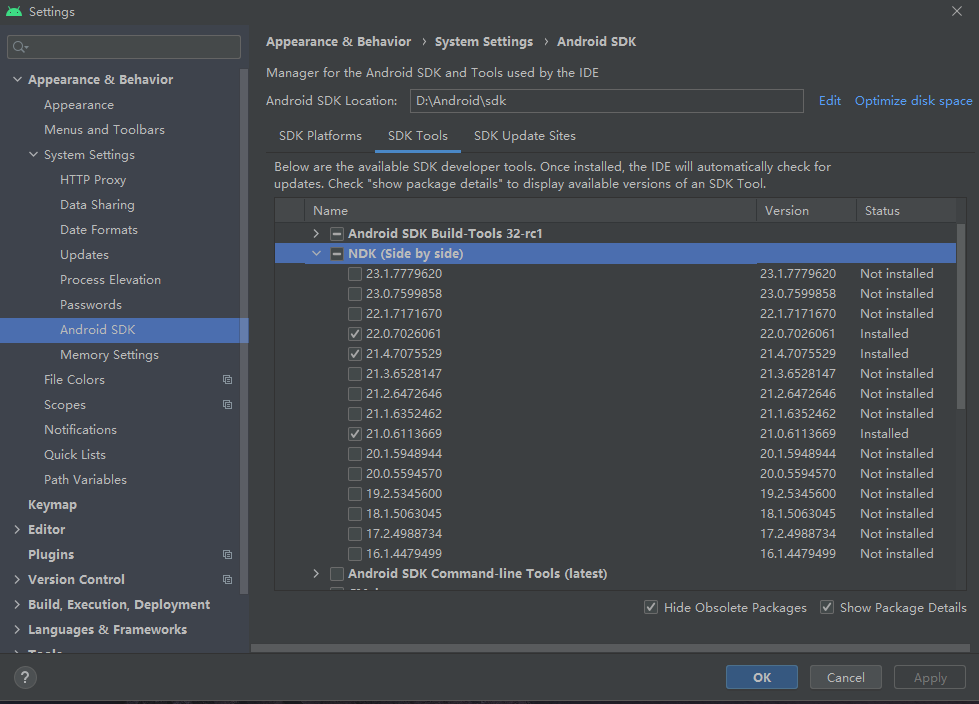 Settings
Appearance & Behavior
Appearance
Menus and Toolbars
System Settings
HTTP Proxy
Data Sharing
Date Formats
Updates
Process Elevation
Passwords
Android SDK
Memory Settings
File Colors
Scopes
Notifications
Quick Lists
Path Variables
Keymap
Editor
Plugins
Version Control
Build, Execution, Deployment
Languages & Frameworks
Tools
Appearance & Behavior › System Settings › Android SDK
Manager for the Android SDK and Tools used by the IDE
Android SDK Location: D:\Android\sdk Edit Optimize disk space
SDK Platforms SDK Tools SDK Update Sites
Below are the available SDK developer tools. Once installed, the IDE will automatically check for
updates. Check "show package details" to display available versions of an SDK Tool.
Name Version Status
Android SDK Build-Tools 32-rc1
NDK (Side by side)
23.1.7779620 23.1.7779620 Not installed
23.0.7599858 23.0.7599858 Not installed
22.1.7171670 22.1.7171670 Not installed
22.0.7026061 22.0.7026061 Installed
21.4.7075529 21.4.7075529 Installed
21.3.6528147 21.3.6528147 Not installed
21.2.6472646 21.2.6472646 Not installed
21.1.6352462 21.1.6352462 Not installed
21.0.6113669 21.0.6113669 Installed
20.1.5948944 20.1.5948944 Not installed
20.0.5594570 20.0.5594570 Not installed
19.2.5345600 19.2.5345600 Not installed
18.1.5063045 18.1.5063045 Not installed
17.2.4988734 17.2.4988734 Not installed
16.1.4479499 16.1.4479499 Not installed
Android SDK Command-line Tools (latest)
Hide Obsolete Packages Show Package Details
? OK Cancel Apply